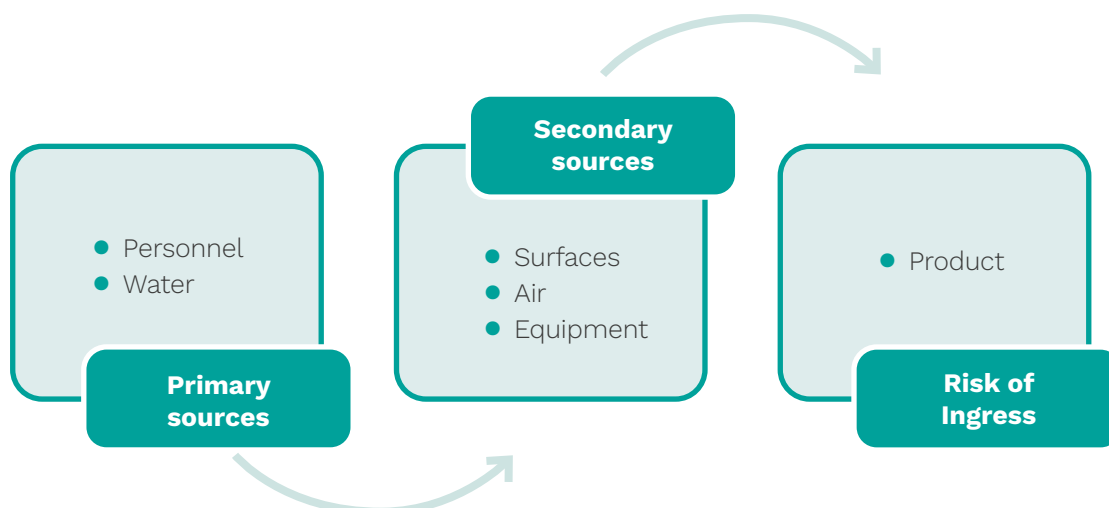 Personnel
Water
Primary
sources
Secondary
sources
Surfaces
Air
Equipment
Product
Risk of
Ingress